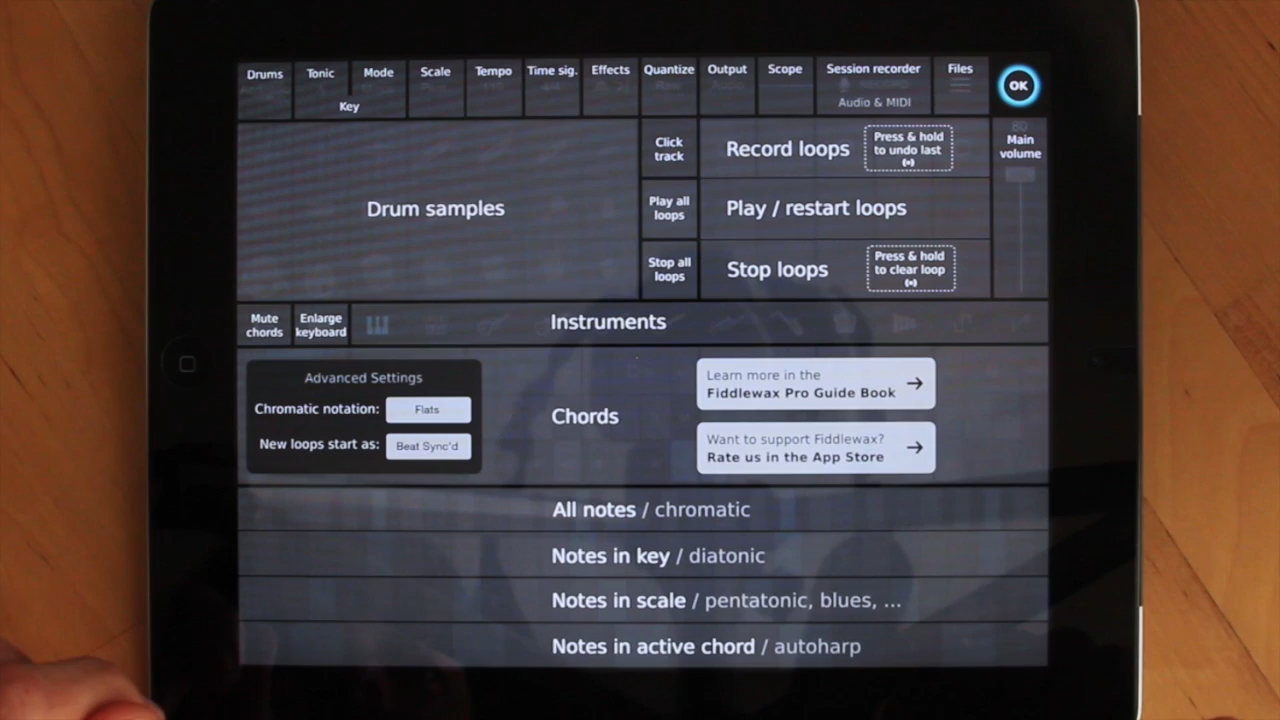 Drums
Tonic
Mode
Key
Scale
Tempo
Time sig.
Effects
Quantize
Output
Scope
Session recorder
Audio & MIDI
Files
OK
Drum samples
Click
track
Record loops
Press & hold
to undo last
80
Main
volume
Play all
loops
Play / restart loops
Stop all
loops
Stop loops
Press & hold
to clear loop
Mute
chords
Enlarge
keyboard
Instruments
Advanced Settings
Chromatic notation: Flats
New loops start as: Beat Sync'd
Chords
Learn more in the
Fiddlewax Pro Guide Book →
Want to support Fiddlewax?
Rate us in the App Store →
All notes / chromatic
Notes in key / diatonic
Notes in scale / pentatonic, blues, ...
Notes in active chord / autoharp